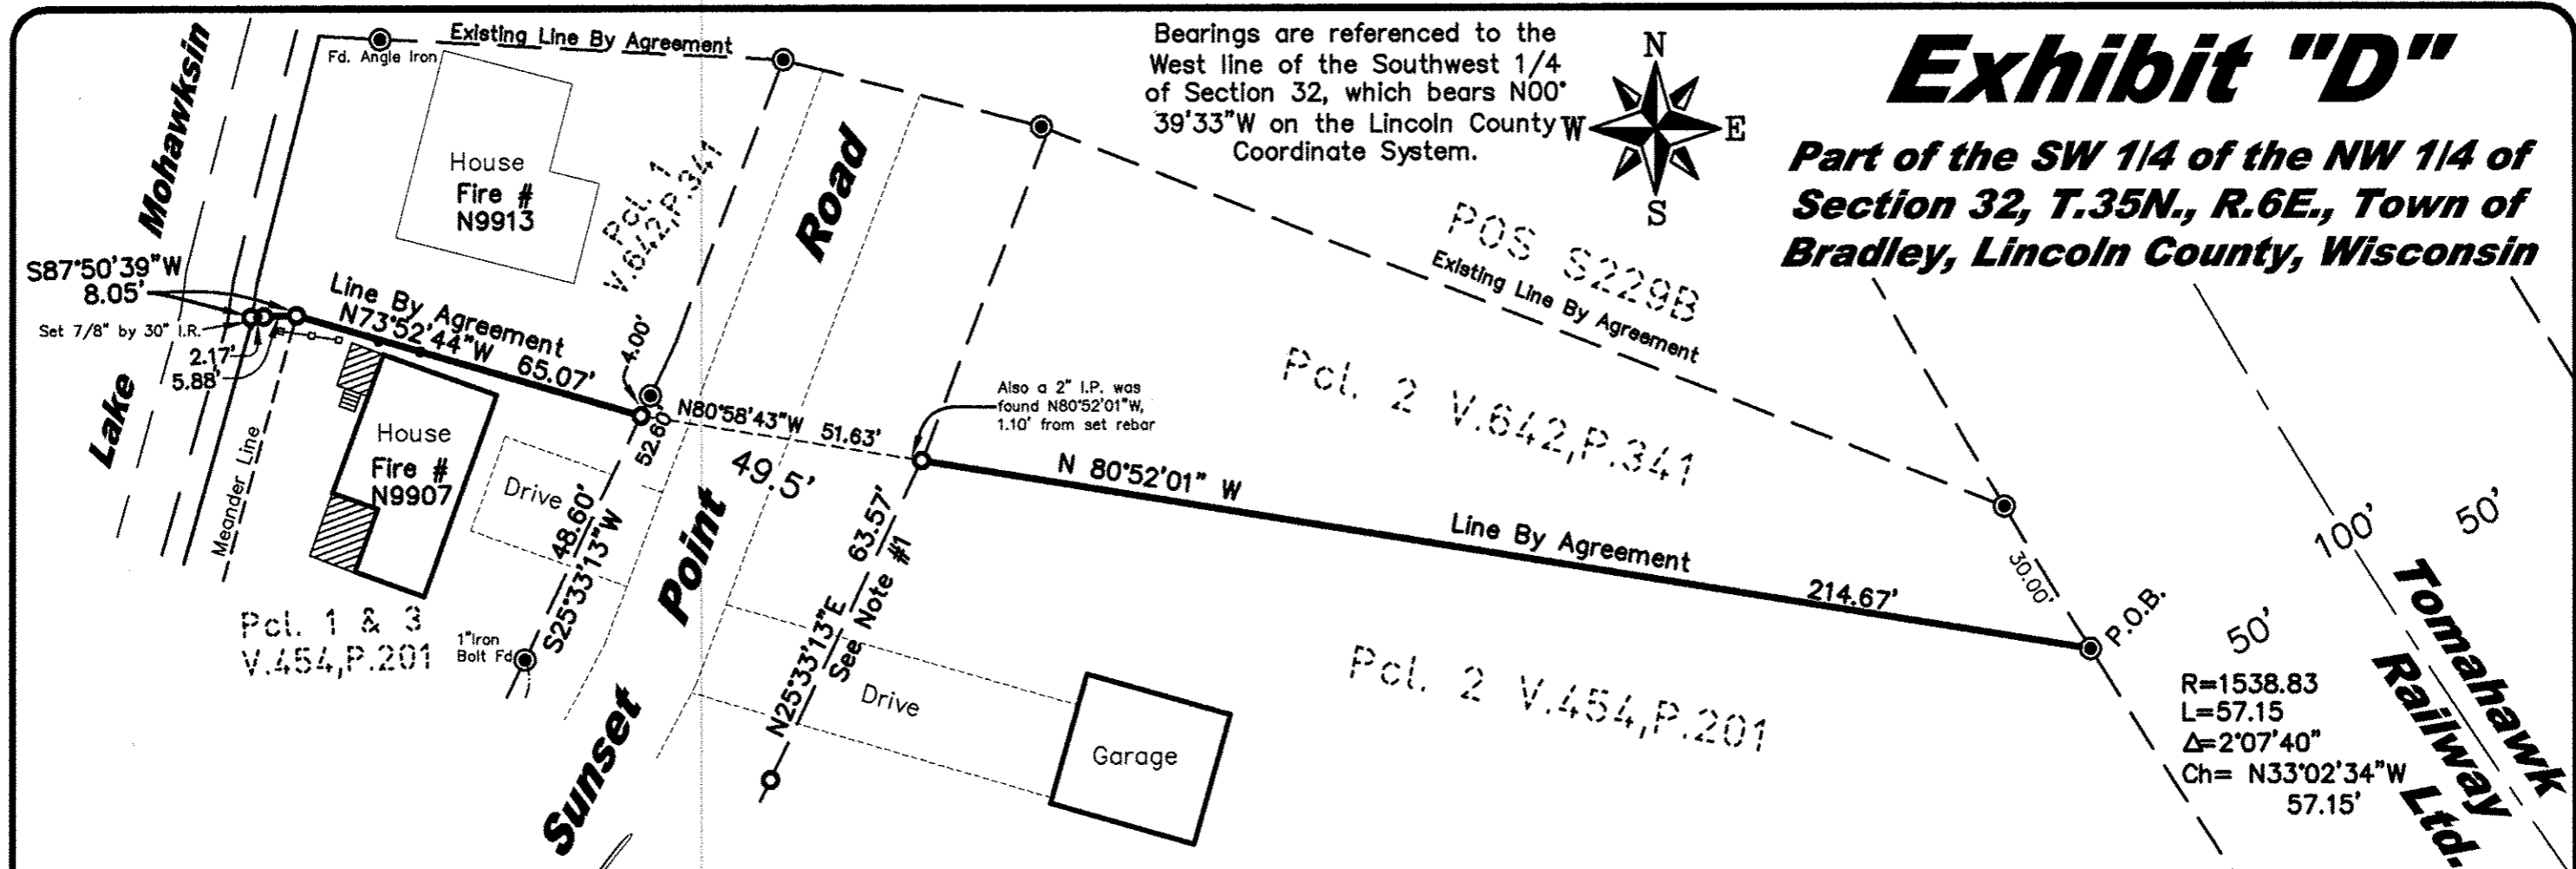 Exhibit "D"
Part of the SW 1/4 of the NW 1/4 of
Section 32, T.35N., R.6E., Town of
Bradley, Lincoln County, Wisconsin
Bearings are referenced to the
West line of the Southwest 1/4
of Section 32, which bears N00°
39'33"W on the Lincoln County
Coordinate System.
N
W
E
S
Existing Line By Agreement
Fd. Angle Iron
Lake Mohawksin
House
Fire #
N9913
Pcl. 1
V.642,P.341
Road
S87°50'39"W
8.05'
Set 7/8" by 30" I.R.
2.17'
5.88'
Line By Agreement
N73°52'44"W 65.07'
4.00'
52.60'
N80°58'43"W 51.63'
49.5'
Also a 2" I.P. was
found N80°52'01"W,
1.10' from set rebar
POS S229B
Existing Line By Agreement
Pcl. 2 V.642,P.341
N 80°52'01" W
Line By Agreement
214.67'
30.00'
P.O.B.
100'
50'
50'
Tomahawk
Railway Ltd.
R=1538.83
L=57.15
Δ=2°07'40"
Ch= N33°02'34"W
57.15'
Meander Line
House
Fire #
N9907
Drive
48.60'
S25°33'13"W
Point
63.57'
N25°33'13"E
See Note #1
Pcl. 1 & 3
V.454,P.201
1"Iron
Bolt Fd.
Sunset
Drive
Garage
Pcl. 2 V.454,P.201